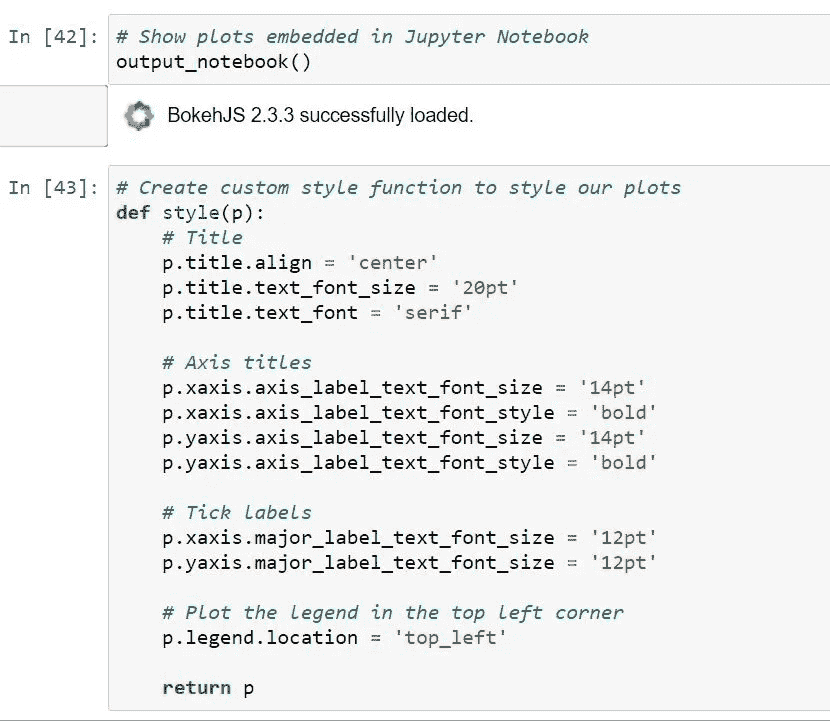 In [42]: # Show plots embedded in Jupyter Notebook
output_notebook()
BokehJS 2.3.3 successfully loaded.
In [43]: # Create custom style function to style our plots
def style(p):
    # Title
    p.title.align = 'center'
    p.title.text_font_size = '20pt'
    p.title.text_font = 'serif'

    # Axis titles
    p.xaxis.axis_label_text_font_size = '14pt'
    p.xaxis.axis_label_text_font_style = 'bold'
    p.yaxis.axis_label_text_font_size = '14pt'
    p.yaxis.axis_label_text_font_style = 'bold'

    # Tick labels
    p.xaxis.major_label_text_font_size = '12pt'
    p.yaxis.major_label_text_font_size = '12pt'

    # Plot the legend in the top left corner
    p.legend.location = 'top_left'

    return p